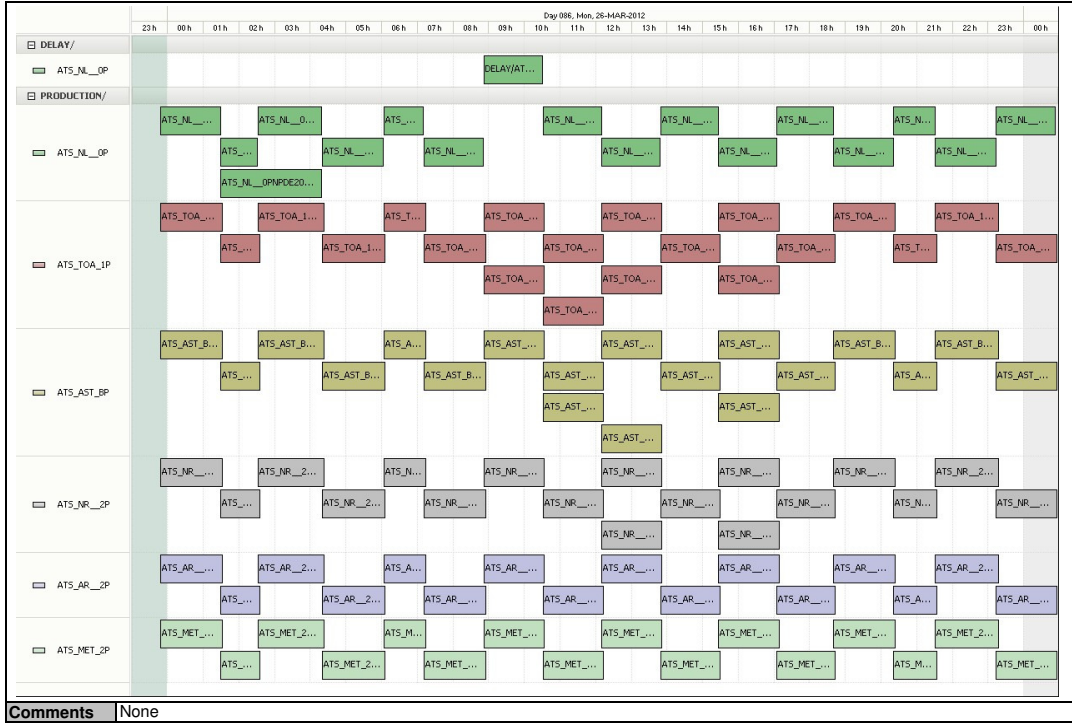 Day 086, Mon, 26-MAR-2012
23 h 00 h 01 h 02 h 03 h 04 h 05 h 06 h 07 h 08 h 09 h 10 h 11 h 12 h 13 h 14 h 15 h 16 h 17 h 18 h 19 h 20 h 21 h 22 h 23 h 00 h
DELAY/
ATS_NL__0P DELAY/AT...
PRODUCTION/
ATS_NL__... ATS_NL__0... ATS_... ATS_NL__... ATS_NL__... ATS_NL__... ATS_N... ATS_NL__...
ATS_NL__0P ATS_... ATS_NL__... ATS_NL__... ATS_NL__... ATS_NL__... ATS_NL__... ATS_NL__...
ATS_NL__0PNPDE20...
ATS_TOA_... ATS_TOA_1... ATS_T... ATS_TOA_... ATS_TOA_... ATS_TOA_... ATS_TOA_... ATS_TOA_1...
ATS_... ATS_TOA_1... ATS_TOA_... ATS_TOA_... ATS_TOA_... ATS_TOA_... ATS_T... ATS_TOA_...
ATS_TOA_1P ATS_TOA_... ATS_TOA_... ATS_TOA_...
ATS_TOA_...
ATS_AST_B... ATS_AST_B... ATS_A... ATS_AST_... ATS_AST_... ATS_AST_... ATS_AST_B... ATS_AST_B...
ATS_... ATS_AST_B... ATS_AST_B... ATS_AST_... ATS_AST_... ATS_AST_... ATS_A... ATS_AST_...
ATS_AST_BP ATS_AST_... ATS_AST_...
ATS_AST_...
ATS_NR__... ATS_NR__2... ATS_N... ATS_NR__... ATS_NR__... ATS_NR__... ATS_NR__... ATS_NR__2...
ATS_NR__2P ATS_... ATS_NR__2... ATS_NR__... ATS_NR__... ATS_NR__... ATS_NR__... ATS_N... ATS_NR__...
ATS_NR__... ATS_NR__...
ATS_AR__... ATS_AR__2... ATS_A... ATS_AR__... ATS_AR__... ATS_AR__... ATS_AR__... ATS_AR__2...
ATS_AR__2P ATS_... ATS_AR__2... ATS_AR__... ATS_AR__... ATS_AR__... ATS_AR__... ATS_A... ATS_AR__...
ATS_MET_... ATS_MET_2... ATS_M... ATS_MET_... ATS_MET_... ATS_MET_... ATS_MET_... ATS_MET_2...
ATS_MET_2P ATS_... ATS_MET_2... ATS_MET_... ATS_MET_... ATS_MET_... ATS_MET_... ATS_M... ATS_MET_...
Comments None